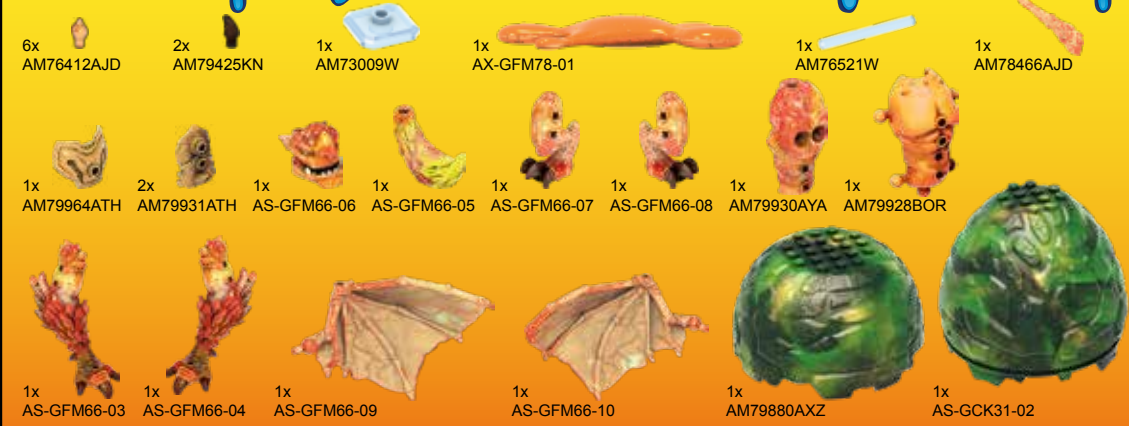 6x
AM76412AJD
2x
AM79425KN
1x
AM73009W
1x
AX-GFM78-01
1x
AM76521W
1x
AM78466AJD
1x
AM79964ATH
2x
AM79931ATH
1x
AS-GFM66-06
1x
AS-GFM66-05
1x
AS-GFM66-07
1x
AS-GFM66-08
1x
AM79930AYA
1x
AM79928BOR
1x
AS-GFM66-03
1x
AS-GFM66-04
1x
AS-GFM66-09
1x
AS-GFM66-10
1x
AM79880AXZ
1x
AS-GCK31-02